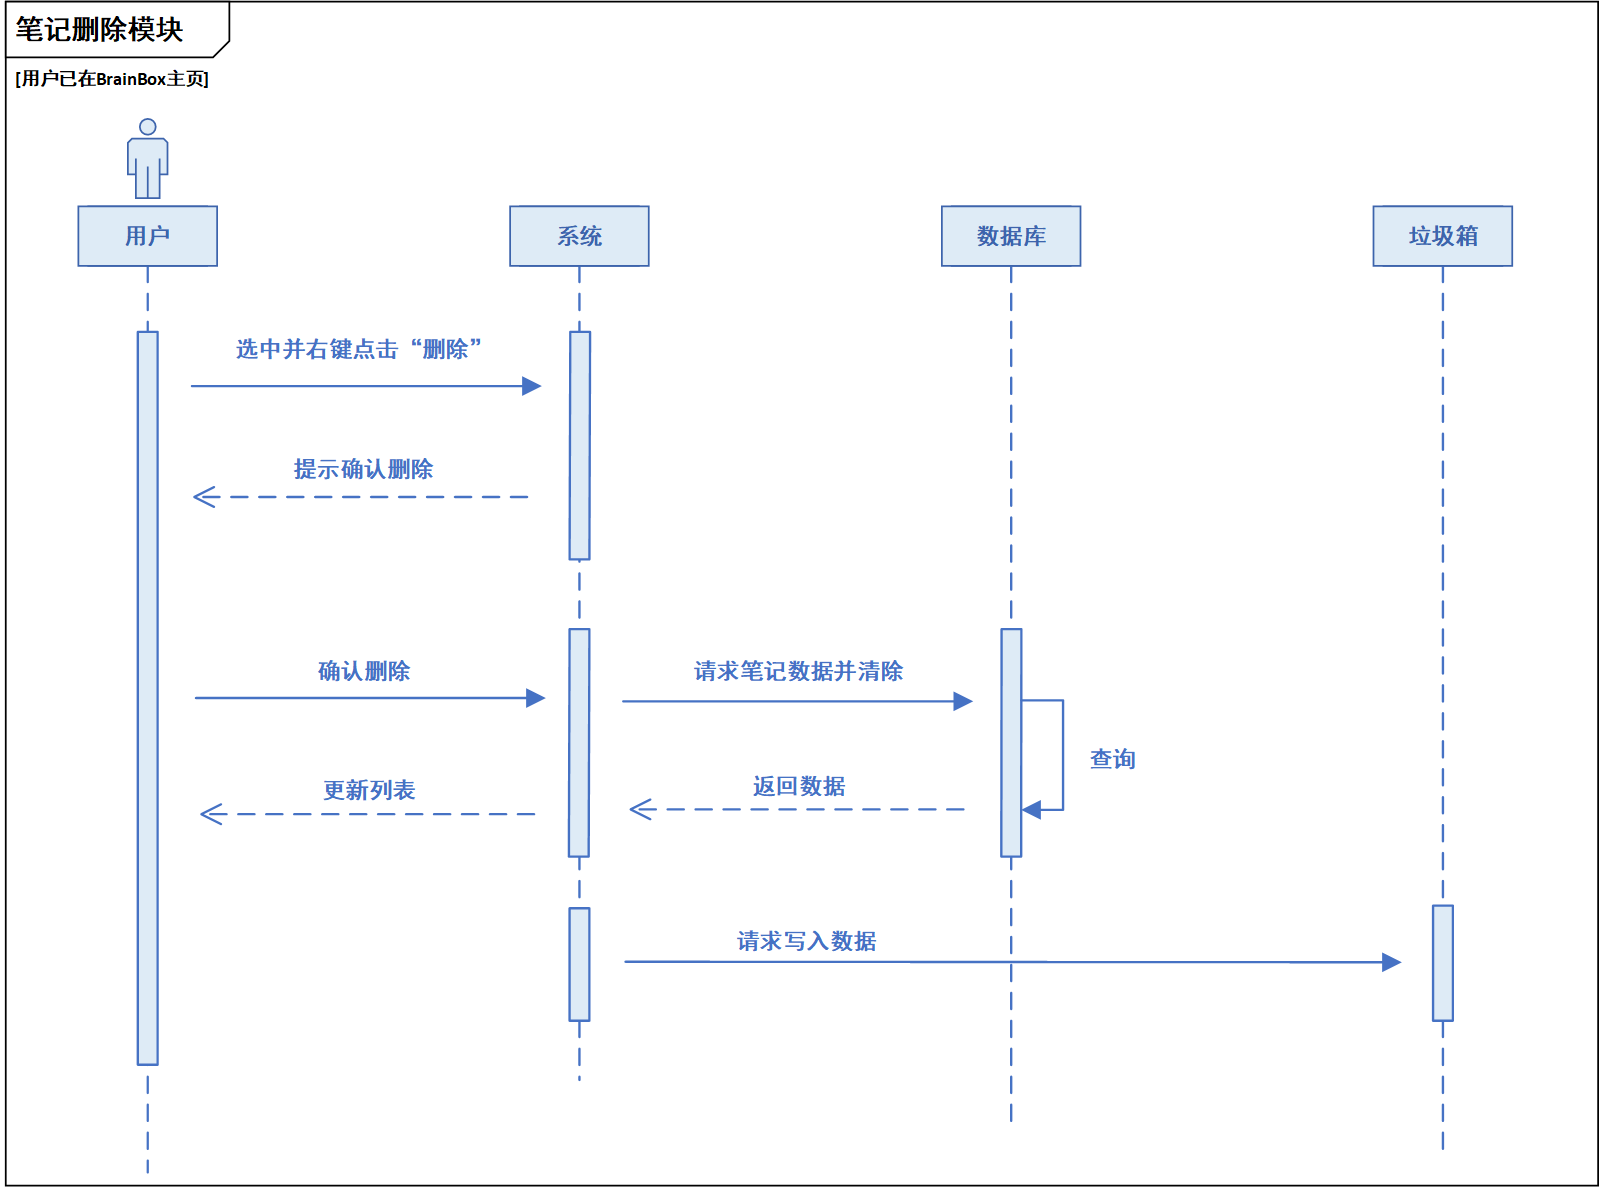 笔记删除模块
[用户已在BrainBox主页]
用户
系统
数据库
垃圾箱
选中并右键点击“删除”
提示确认删除
确认删除
请求笔记数据并清除
查询
返回数据
更新列表
请求写入数据